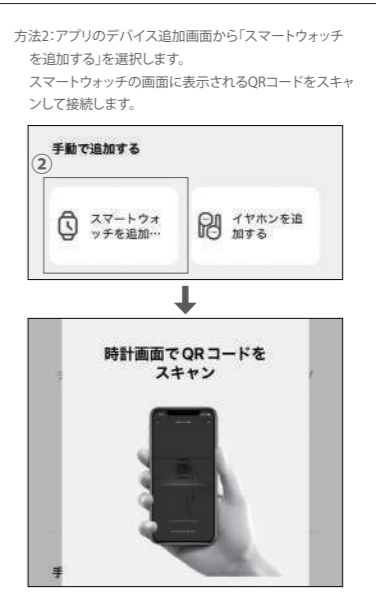 方法2：アプリのデバイス追加画面から「スマートウォッチ
を追加する」を選択します。
スマートウォッチの画面に表示されるQRコードをスキャ
ンして接続します。
手動で追加する
②
スマートウォ
ッチを追加…
イヤホンを追
加する
時計画面でQRコードを
スキャン
手